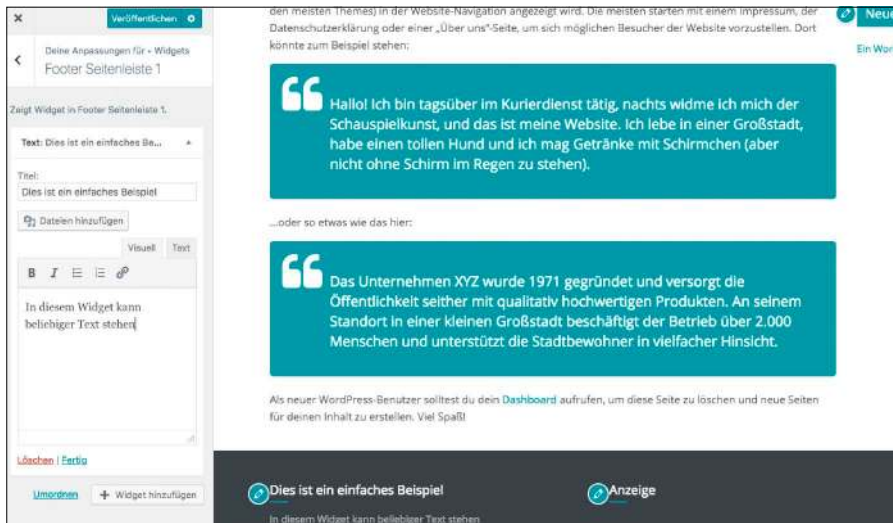 Veröffentlichen
Deine Anpassungen für • Widgets
Footer Seitenleiste 1
Zeigt Widget in Footer Seitenleiste 1.
Text: Dies ist ein einfaches Be...
Titel:
Dies ist ein einfaches Beispiel
Dateien hinzufügen
Visuell Text
B I
In diesem Widget kann
beliebiger Text stehen
Löschen | Fertig
Umordnen + Widget hinzufügen
den meisten Themes) in der Website-Navigation angezeigt wird. Die meisten starten mit einem Impressum, der
Datenschutzerklärung oder einer „Über uns“-Seite, um sich möglichen Besucher der Website vorzustellen. Dort
könnte zum Beispiel stehen:
Hallo! Ich bin tagsüber im Kurierdienst tätig, nachts widme ich mich der
Schauspielkunst, und das ist meine Website. Ich lebe in einer Großstadt,
habe einen tollen Hund und ich mag Getränke mit Schirmchen (aber
nicht ohne Schirm im Regen zu stehen).
...oder so etwas wie das hier:
Das Unternehmen XYZ wurde 1971 gegründet und versorgt die
Öffentlichkeit seither mit qualitativ hochwertigen Produkten. An seinem
Standort in einer kleinen Großstadt beschäftigt der Betrieb über 2.000
Menschen und unterstützt die Stadtbewohner in vielfacher Hinsicht.
Als neuer WordPress-Benutzer solltest du dein Dashboard aufrufen, um diese Seite zu löschen und neue Seiten
für deinen Inhalt zu erstellen. Viel Spaß!
Dies ist ein einfaches Beispiel
In diesem Widget kann beliebiger Text stehen
Anzeige
Neue
Ein Wor